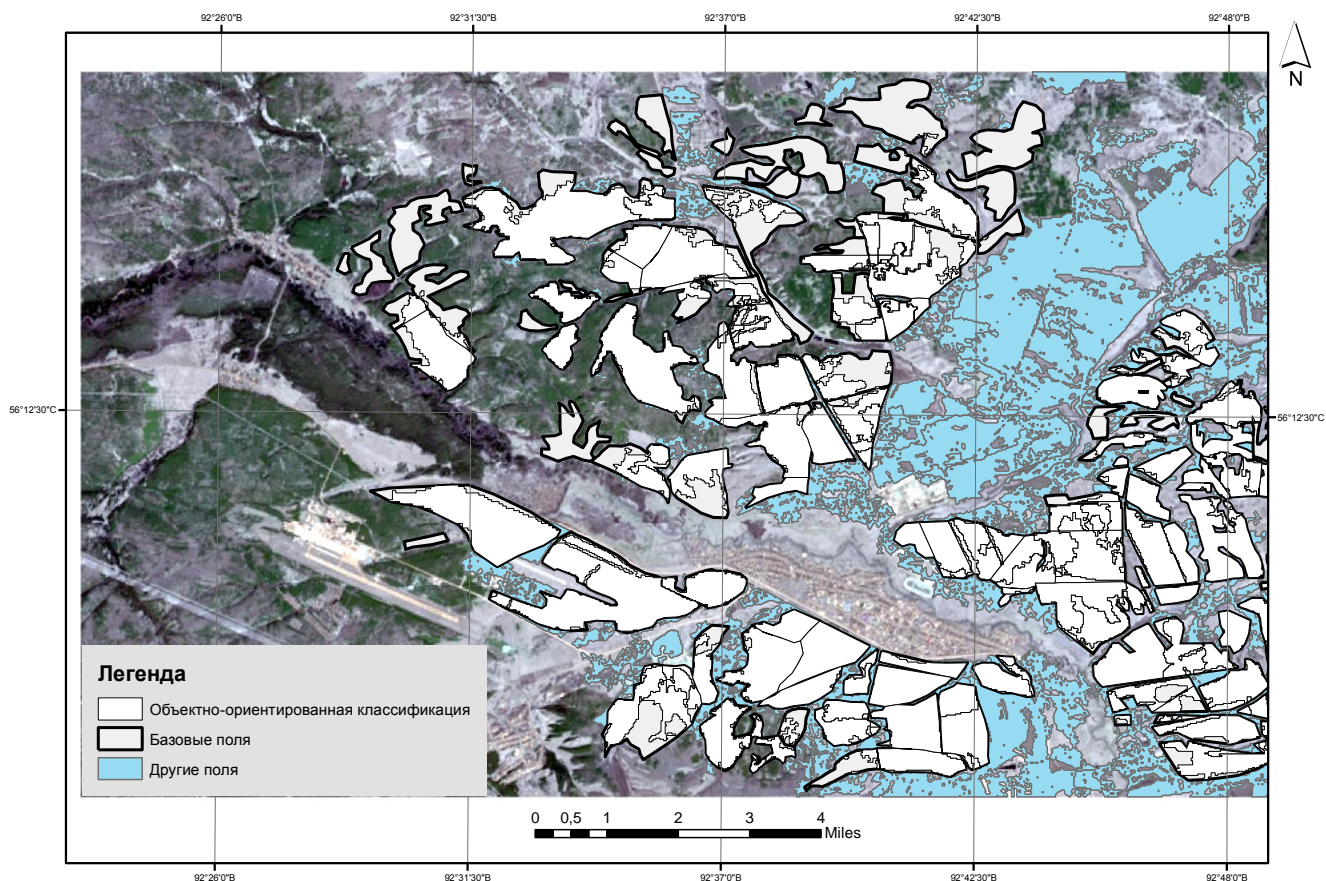 92°26'0"В 92°31'30"В 92°37'0"В 92°42'30"В 92°48'0"В
N
56°12'30"С 56°12'30"С
Легенда
Объектно-ориентированная классификация
Базовые поля
Другие поля
0 0,5 1 2 3 4
Miles
92°26'0"В 92°31'30"В 92°37'0"В 92°42'30"В 92°48'0"В